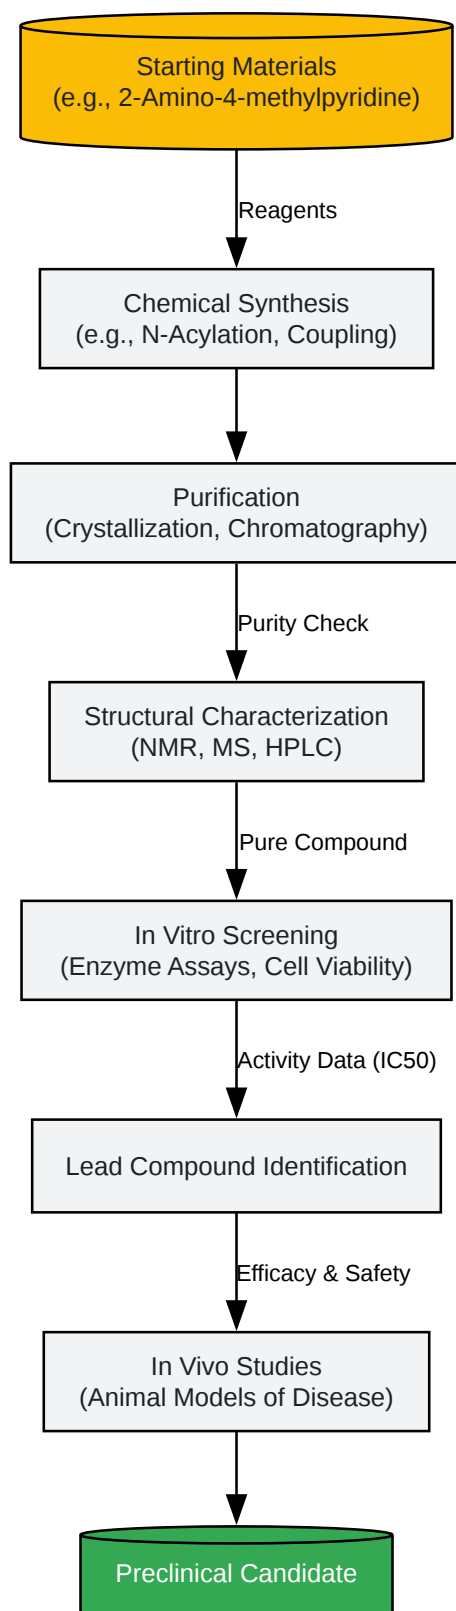 Starting Materials
(e.g., 2-Amino-4-methylpyridine)
Reagents
Chemical Synthesis
(e.g., N-Acylation, Coupling)
Purification
(Crystallization, Chromatography)
Purity Check
Structural Characterization
(NMR, MS, HPLC)
Pure Compound
In Vitro Screening
(Enzyme Assays, Cell Viability)
Activity Data (IC50)
Lead Compound Identification
Efficacy & Safety
In Vivo Studies
(Animal Models of Disease)
Preclinical Candidate